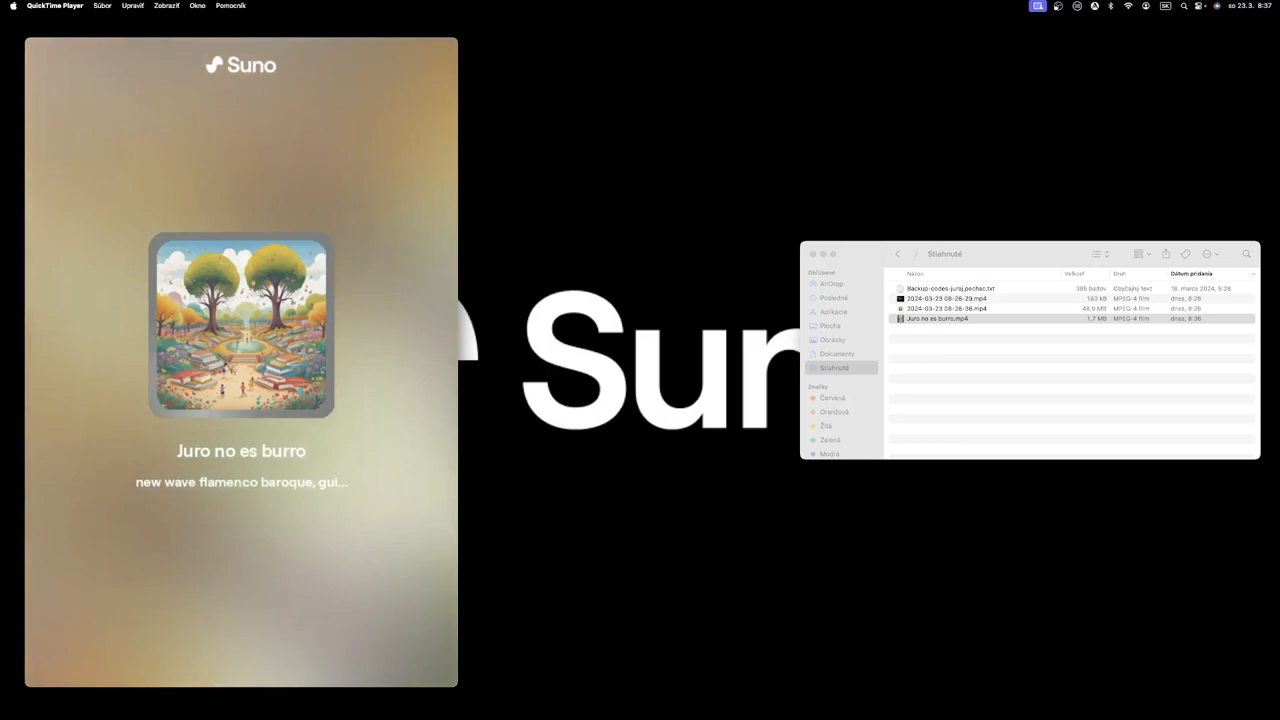 QuickTime Player Súbor Upraviť Zobraziť Okno Pomocník SK so 23.3. 8:37
Suno
Juro no es burro
new wave flamenco baroque, gui...
Sun
Stiahnuté
Obľúbené
AirDrop
Posledné
Aplikácie
Plocha
Obrázky
Dokumenty
Stiahnuté
Značky
Červená
Oranžová
Žltá
Zelená
Modrá
Názov Veľkosť Druh Dátum pridania
Backup-codes-juraj.pechac.txt 385 bajtov Obyčajný text 18. marca 2024, 5:28
2024-03-23 08-26-29.mp4 183 kB MPEG-4 film dnes, 8:26
2024-03-23 08-26-36.mp4 48,9 MB MPEG-4 film dnes, 8:26
Juro no es burro.mp4 1,7 MB MPEG-4 film dnes, 8:36